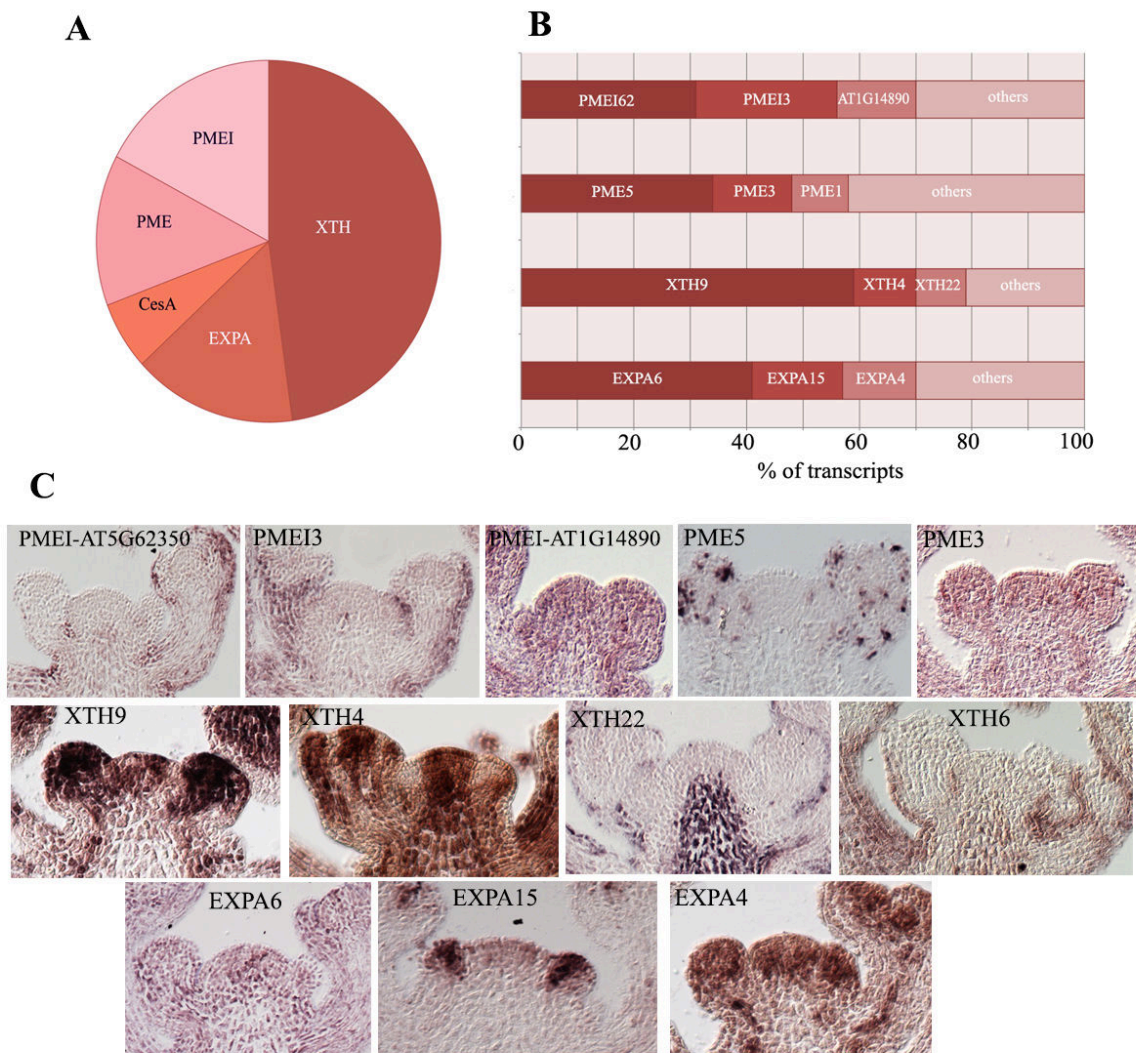 A
PMEI
PME
CesA
EXPA
XTH
B
PMEI62 PMEI3 AT1G14890 others
PME5 PME3 PME1 others
XTH9 XTH4 XTH22 others
EXPA6 EXPA15 EXPA4 others
0 20 40 60 80 100
% of transcripts
C
PMEI-AT5G62350 PMEI3 PMEI-AT1G14890 PME5 PME3
XTH9 XTH4 XTH22 XTH6
EXPA6 EXPA15 EXPA4